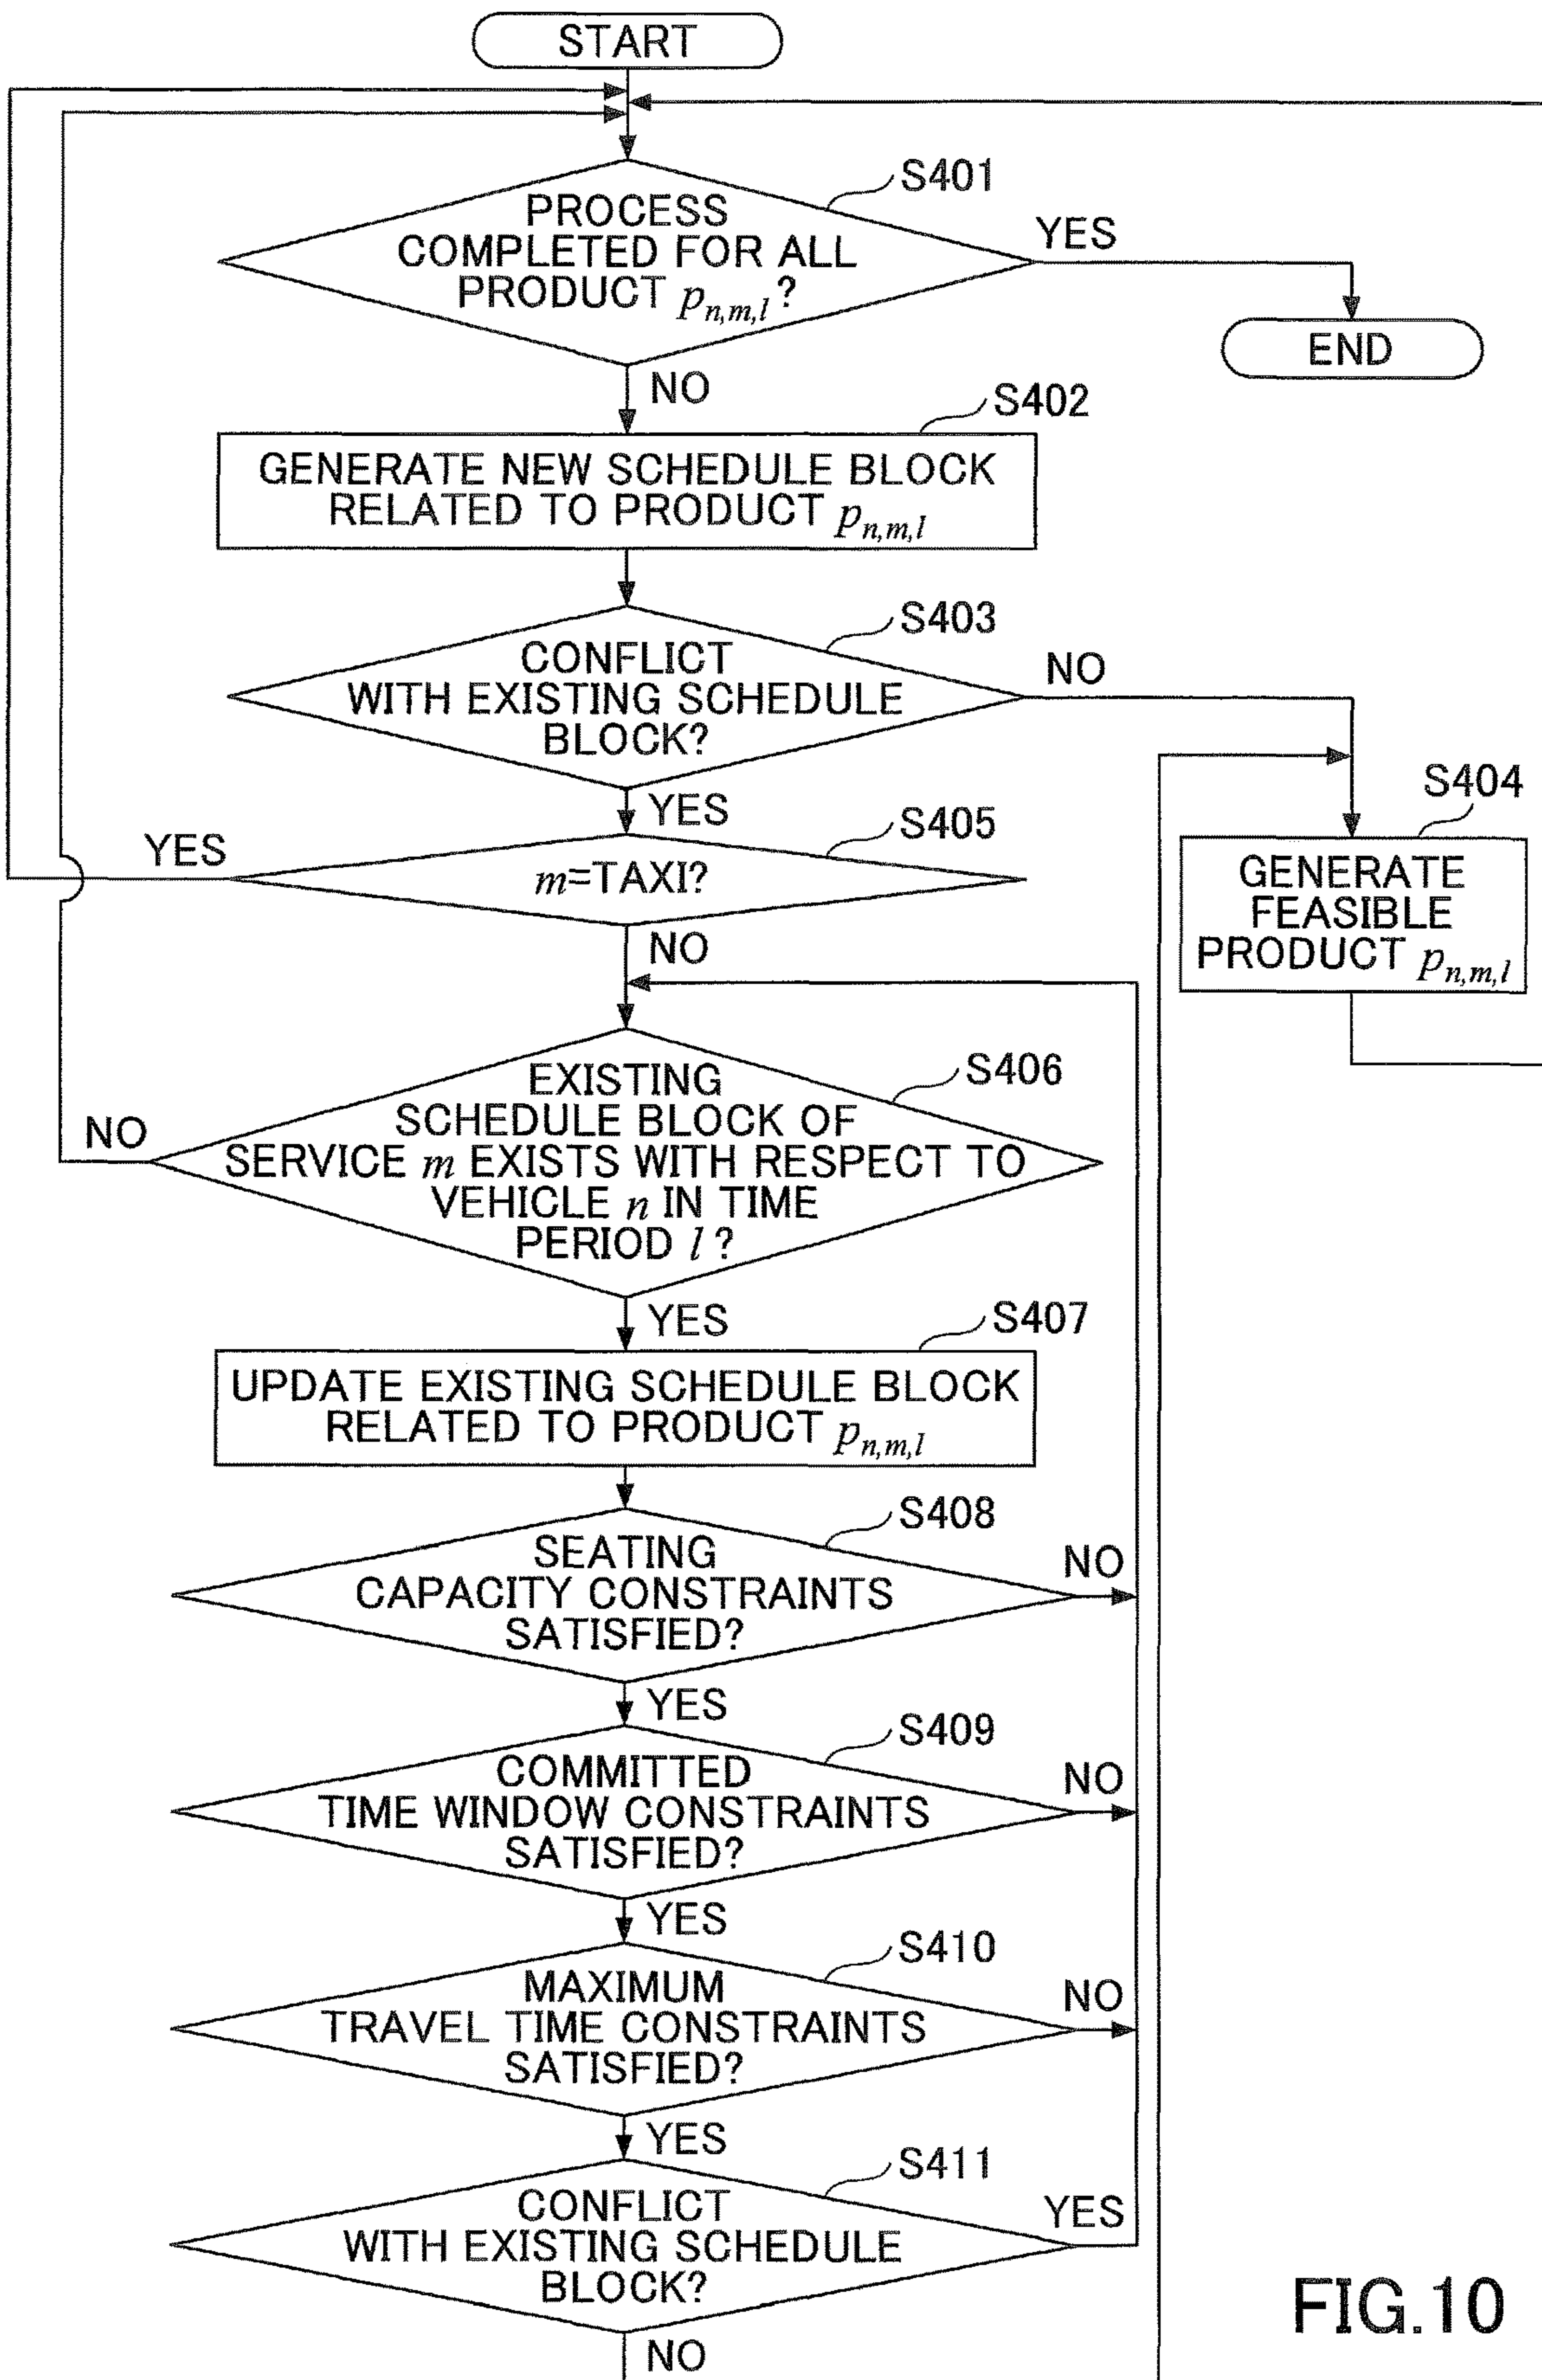 START
S401
PROCESS
COMPLETED FOR ALL
PRODUCT p_{n,m,l}?
YES
END
NO
S402
GENERATE NEW SCHEDULE BLOCK
RELATED TO PRODUCT p_{n,m,l}
S403
CONFLICT
WITH EXISTING SCHEDULE
BLOCK?
NO
YES
S404
GENERATE
FEASIBLE
PRODUCT p_{n,m,l}
S405
YES
m=TAXI?
NO
S406
EXISTING
SCHEDULE BLOCK OF
SERVICE m EXISTS WITH RESPECT TO
VEHICLE n IN TIME
PERIOD l?
NO
YES
S407
UPDATE EXISTING SCHEDULE BLOCK
RELATED TO PRODUCT p_{n,m,l}
S408
SEATING
CAPACITY CONSTRAINTS
SATISFIED?
NO
YES
S409
COMMITTED
TIME WINDOW CONSTRAINTS
SATISFIED?
NO
YES
S410
MAXIMUM
TRAVEL TIME CONSTRAINTS
SATISFIED?
NO
YES
S411
CONFLICT
WITH EXISTING SCHEDULE
BLOCK?
YES
NO
FIG.10